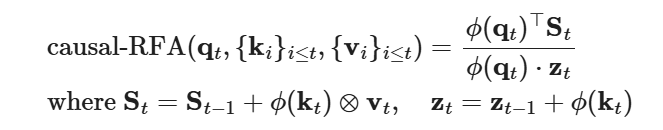 causal-RFA(q_t, {k_i}_{i≤t}, {v_i}_{i≤t}) = ϕ(q_t)^⊤ S_t / ϕ(q_t) · z_t
where S_t = S_{t−1} + ϕ(k_t) ⊗ v_t, z_t = z_{t−1} + ϕ(k_t)